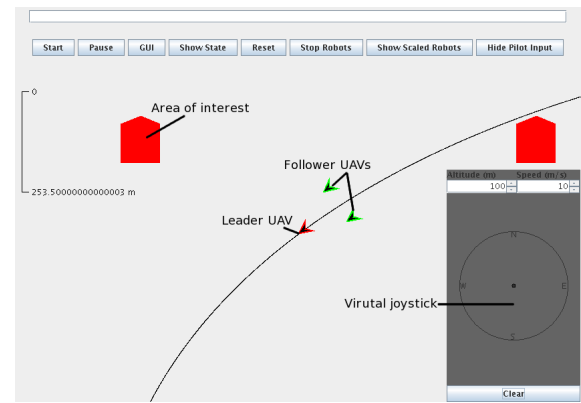 Start Pause GUI Show State Reset Stop Robots Show Scaled Robots Hide Pilot Input
0
Area of interest
Follower UAVs
Altitude (m) Speed (m/s)
100 10
253.50000000000003 m
Leader UAV
N
W E
Virutal joystick
S
Clear